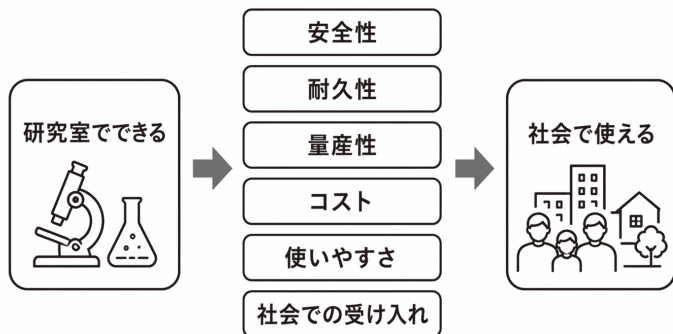 研究室でできる
安全性
耐久性
量産性
コスト
使いやすさ
社会での受け入れ
社会で使える